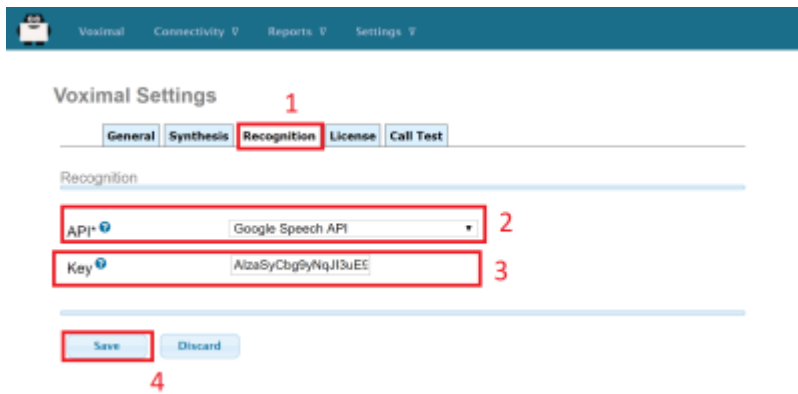 Voximal Connectivity ∇ Reports ∇ Settings ∇
Voximal Settings
1
General Synthesis Recognition License Call Test
Recognition
API* ? Google Speech API ▼ 2
Key ? AIzaSyCbg9yNqJI3uES 3
Save Discard
4